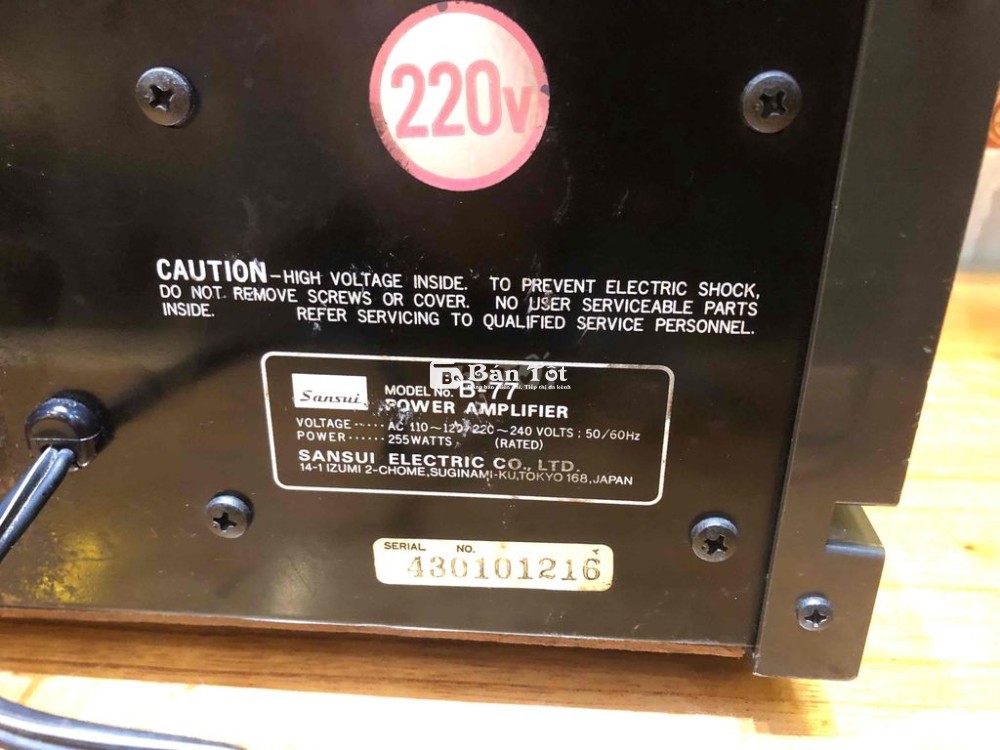 220v
CAUTION-HIGH VOLTAGE INSIDE. TO PREVENT ELECTRIC SHOCK,
DO NOT REMOVE SCREWS OR COVER. NO USER SERVICEABLE PARTS
INSIDE. REFER SERVICING TO QUALIFIED SERVICE PERSONNEL.
Bán Tốt
Sansui
MODEL No. B-77
POWER AMPLIFIER
VOLTAGE ····· AC 110~120, 220~240 VOLTS ; 50/60Hz
POWER ······ 255 WATTS (RATED)
SANSUI ELECTRIC CO., LTD.
14-1 IZUMI 2-CHOME, SUGINAMI-KU, TOKYO 168, JAPAN
SERIAL NO. A
430101216